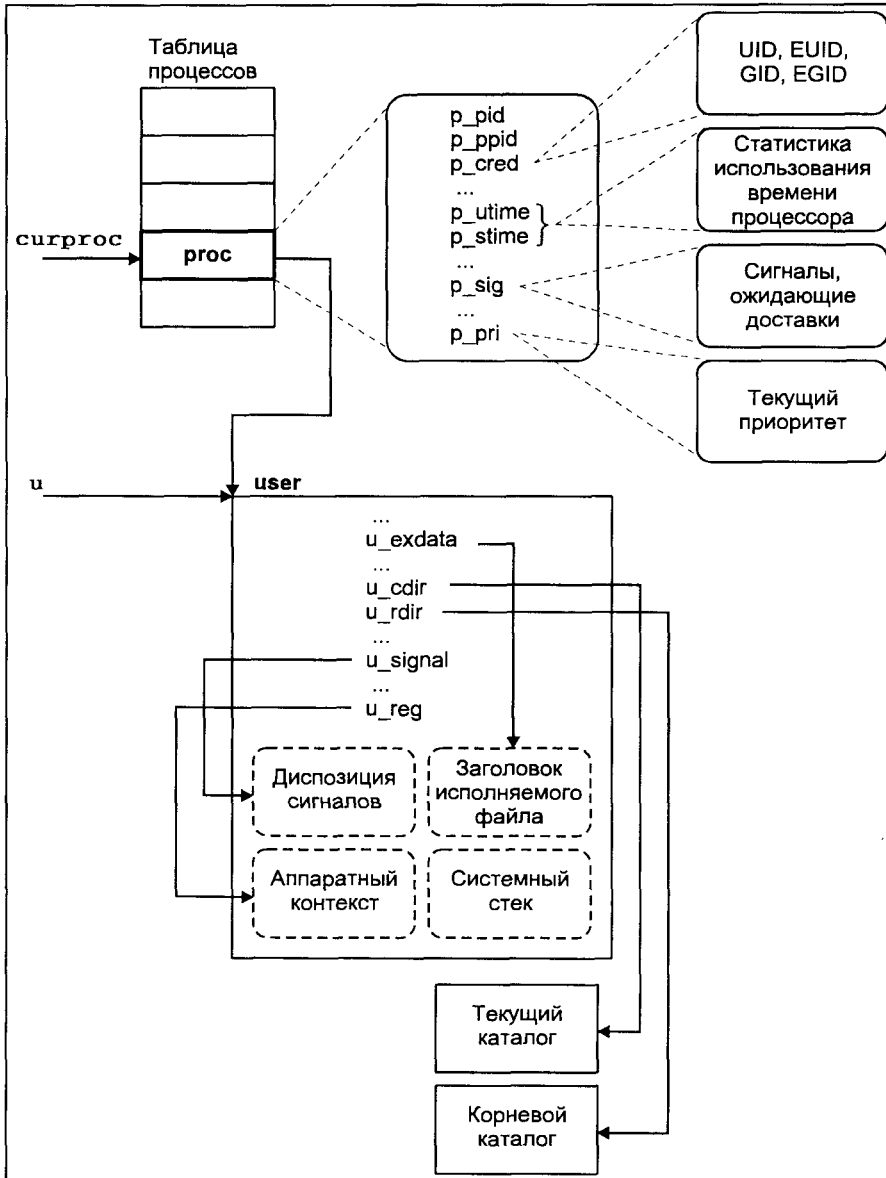 Таблица
процессов
curproc
proc
p_pid
p_ppid
p_cred
...
p_utime
p_stime
...
p_sig
...
p_pri
UID, EUID,
GID, EGID
Статистика
использования
времени
процессора
Сигналы,
ожидающие
доставки
Текущий
приоритет
u
user
...
u_exdata
...
u_cdir
u_rdir
...
u_signal
...
u_reg
Диспозиция
сигналов
Заголовок
исполняемого
файла
Аппаратный
контекст
Системный
стек
Текущий
каталог
Корневой
каталог